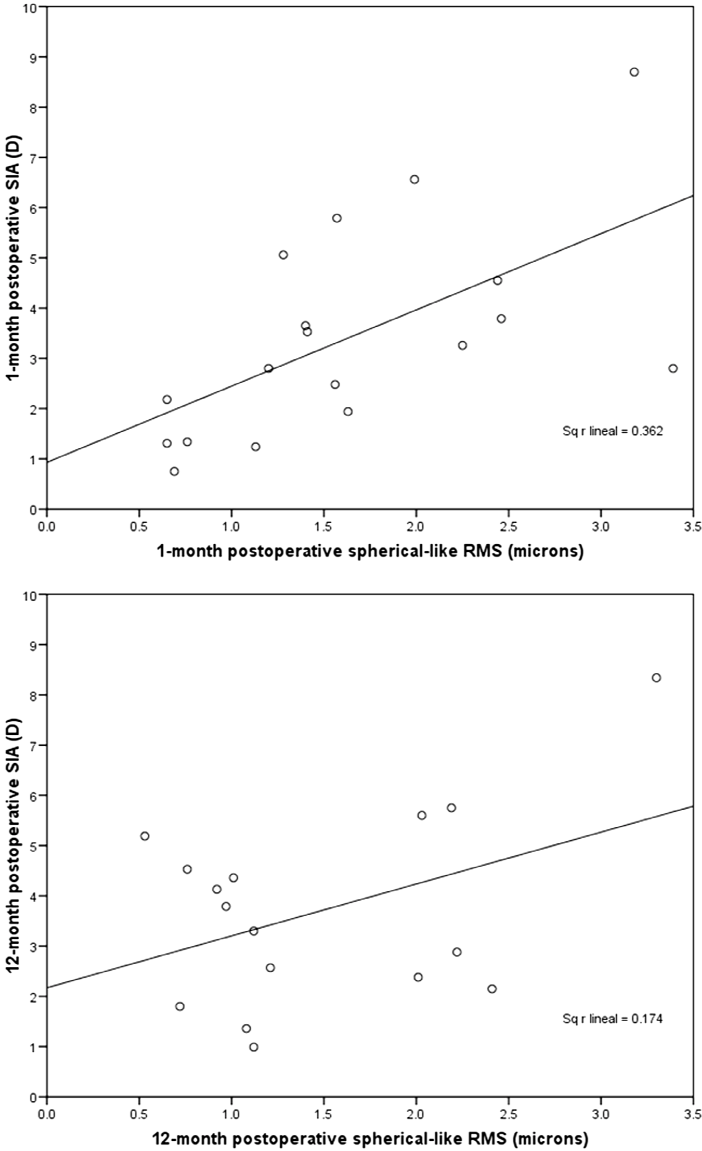 10
9
8
7
6
5
4
3
2
1
0
1-month postoperative SIA (D)
Sq r lineal = 0.362
0.0 0.5 1.0 1.5 2.0 2.5 3.0 3.5
1-month postoperative spherical-like RMS (microns)
10
9
8
7
6
5
4
3
2
1
0
12-month postoperative SIA (D)
Sq r lineal = 0.174
0.0 0.5 1.0 1.5 2.0 2.5 3.0 3.5
12-month postoperative spherical-like RMS (microns)